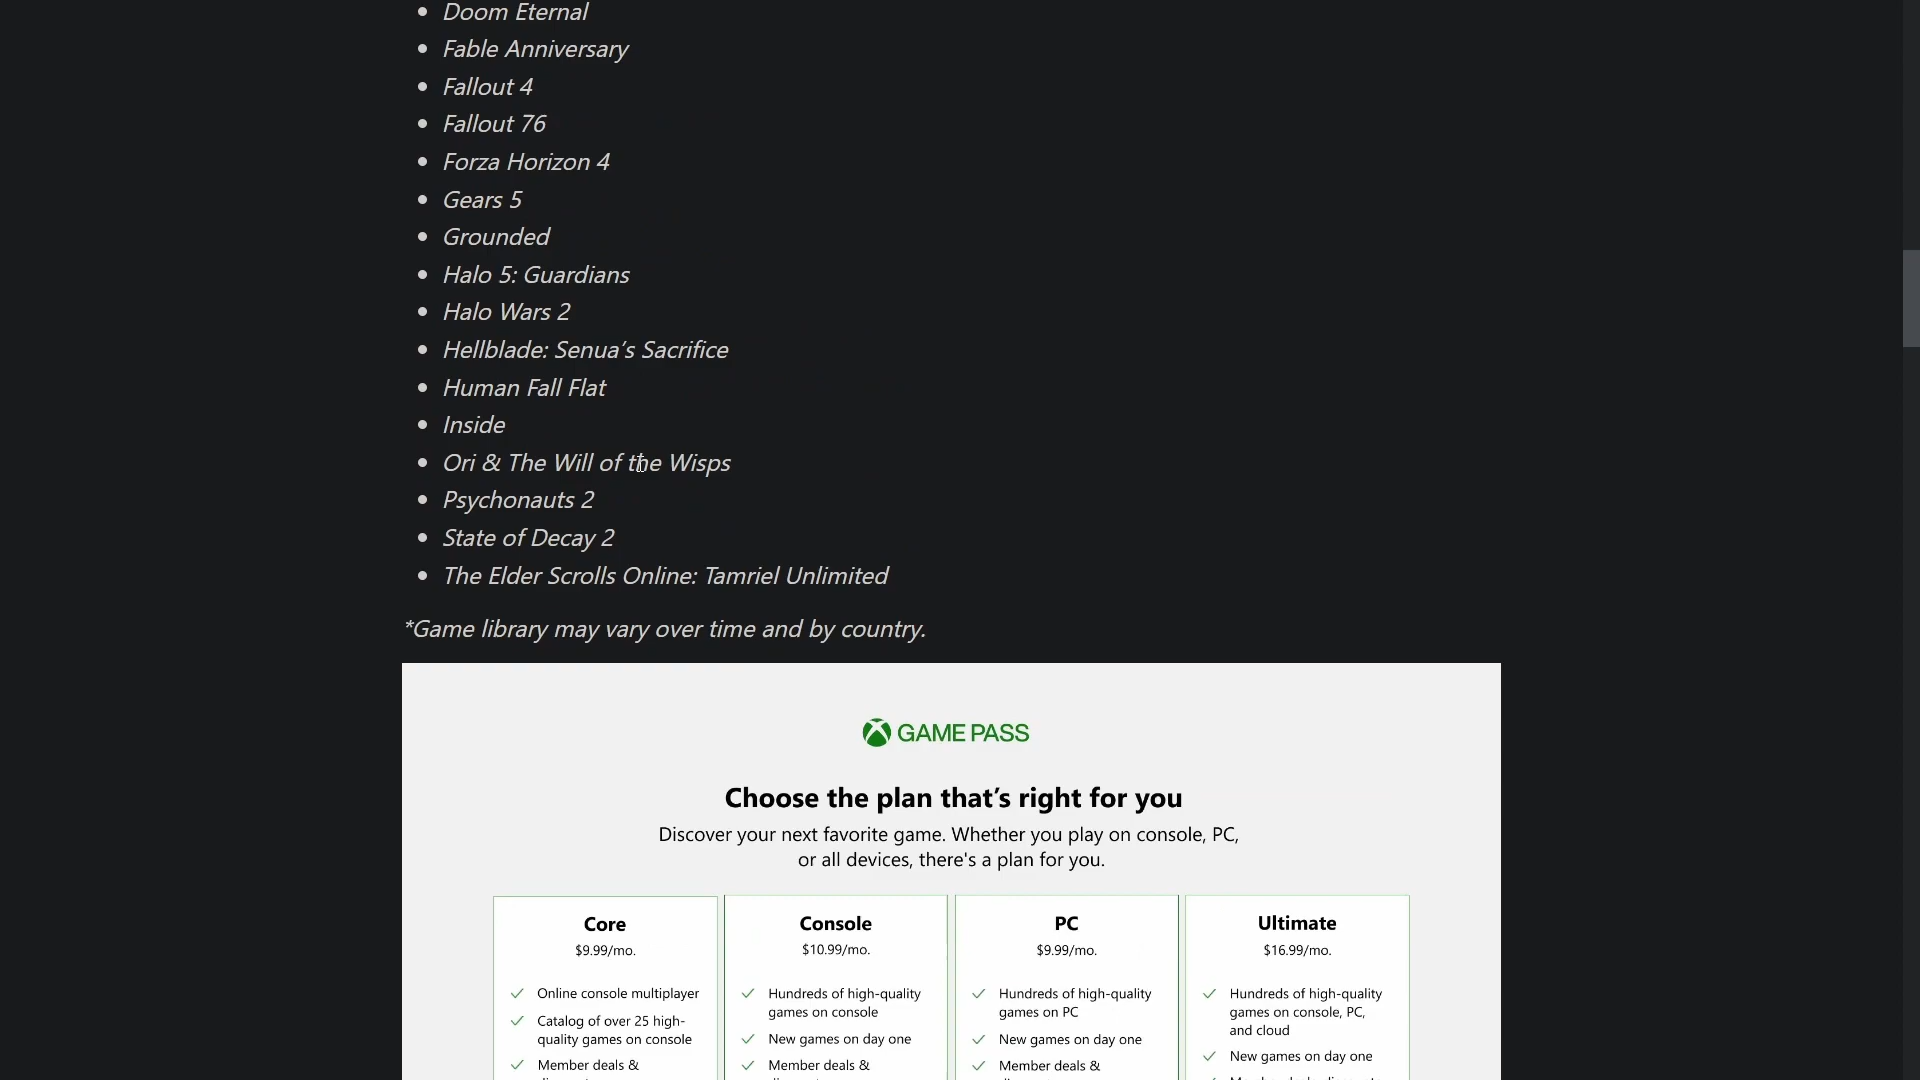 Doom Eternal
Fable Anniversary
Fallout 4
Fallout 76
Forza Horizon 4
Gears 5
Grounded
Halo 5: Guardians
Halo Wars 2
Hellblade: Senua’s Sacrifice
Human Fall Flat
Inside
Ori & The Will of the Wisps
Psychonauts 2
State of Decay 2
The Elder Scrolls Online: Tamriel Unlimited
*Game library may vary over time and by country.
GAME PASS
Choose the plan that’s right for you
Discover your next favorite game. Whether you play on console, PC,
or all devices, there's a plan for you.
Core
$9.99/mo.
Online console multiplayer
Catalog of over 25 high-
quality games on console
Member deals &
Console
$10.99/mo.
Hundreds of high-quality
games on console
New games on day one
Member deals &
PC
$9.99/mo.
Hundreds of high-quality
games on PC
New games on day one
Member deals &
Ultimate
$16.99/mo.
Hundreds of high-quality
games on console, PC,
and cloud
New games on day one